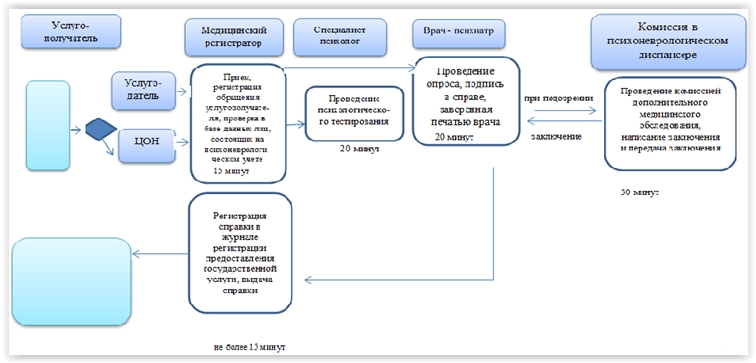 Услуго-
получатель
Медицинский
регистратор
Специалист
психолог
Врач - психиатр
Комиссия в
психоневрологическом
диспансере
Услуго-
датель
ЦОН
Прием,
регистрация
обращения
услугополучате-
ля, проверка в
базе данных лиц,
состоящих на
психоневрологи
ческом учете
15 минут
Проведение
психологическо-
го тестирования
20 минут
Проведение
опроса, подпись
в справе,
заверенная
печатью врача
20 минут
при подозрении
заключение
Проведение комиссией
дополнительного
медицинского
обследования,
написание заключения
и передача заключения
30 минут
Регистрация
справки в
журнале
регистрации
предоставления
государственной
услуги, выдача
справки
не более 15 минут